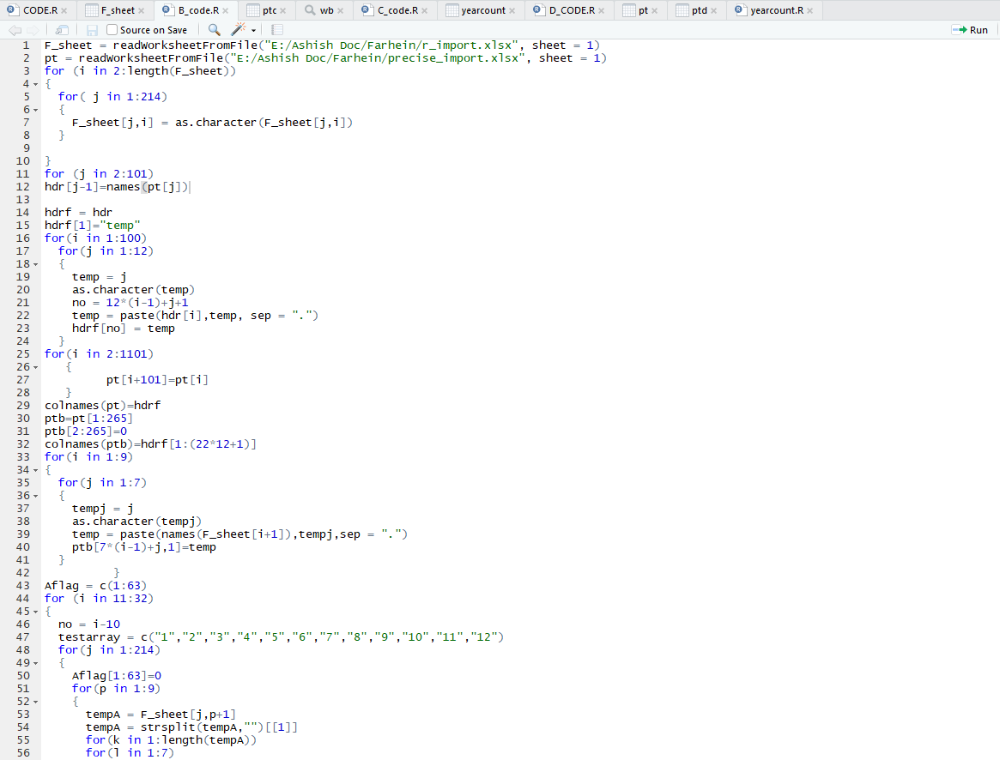 CODE.R × F_sheet × B_code.R × ptc × wb × C_code.R × yearcount × D_CODE.R × pt × ptd × yearcount.R ×
Source on Save Run
1 F_sheet = readWorksheetFromFile("E:/Ashish Doc/Farhein/r_import.xlsx", sheet = 1)
2 pt = readWorksheetFromFile("E:/Ashish Doc/Farhein/precise_import.xlsx", sheet = 1)
3 for (i in 2:length(F_sheet))
4 {
5 for( j in 1:214)
6 {
7 F_sheet[j,i] = as.character(F_sheet[j,i])
8 }
9
10 }
11 for (j in 2:101)
12 hdr[j-1]=names(pt[j])
13
14 hdrf = hdr
15 hdrf[1]="temp"
16 for(i in 1:100)
17 for(j in 1:12)
18 {
19 temp = j
20 as.character(temp)
21 no = 12*(i-1)+j+1
22 temp = paste(hdr[i],temp, sep = ".")
23 hdrf[no] = temp
24 }
25 for(i in 2:1101)
26 {
27 pt[i+101]=pt[i]
28 }
29 colnames(pt)=hdrf
30 ptb=pt[1:265]
31 ptb[2:265]=0
32 colnames(ptb)=hdrf[1:(22*12+1)]
33 for(i in 1:9)
34 {
35 for(j in 1:7)
36 {
37 tempj = j
38 as.character(tempj)
39 temp = paste(names(F_sheet[i+1]),tempj,sep = ".")
40 ptb[7*(i-1)+j,1]=temp
41 }
42 }
43 Aflag = c(1:63)
44 for (i in 11:32)
45 {
46 no = i-10
47 testarray = c("1","2","3","4","5","6","7","8","9","10","11","12")
48 for(j in 1:214)
49 {
50 Aflag[1:63]=0
51 for(p in 1:9)
52 {
53 tempA = F_sheet[j,p+1]
54 tempA = strsplit(tempA,"")[[1]]
55 for(k in 1:length(tempA))
56 for(l in 1:7)